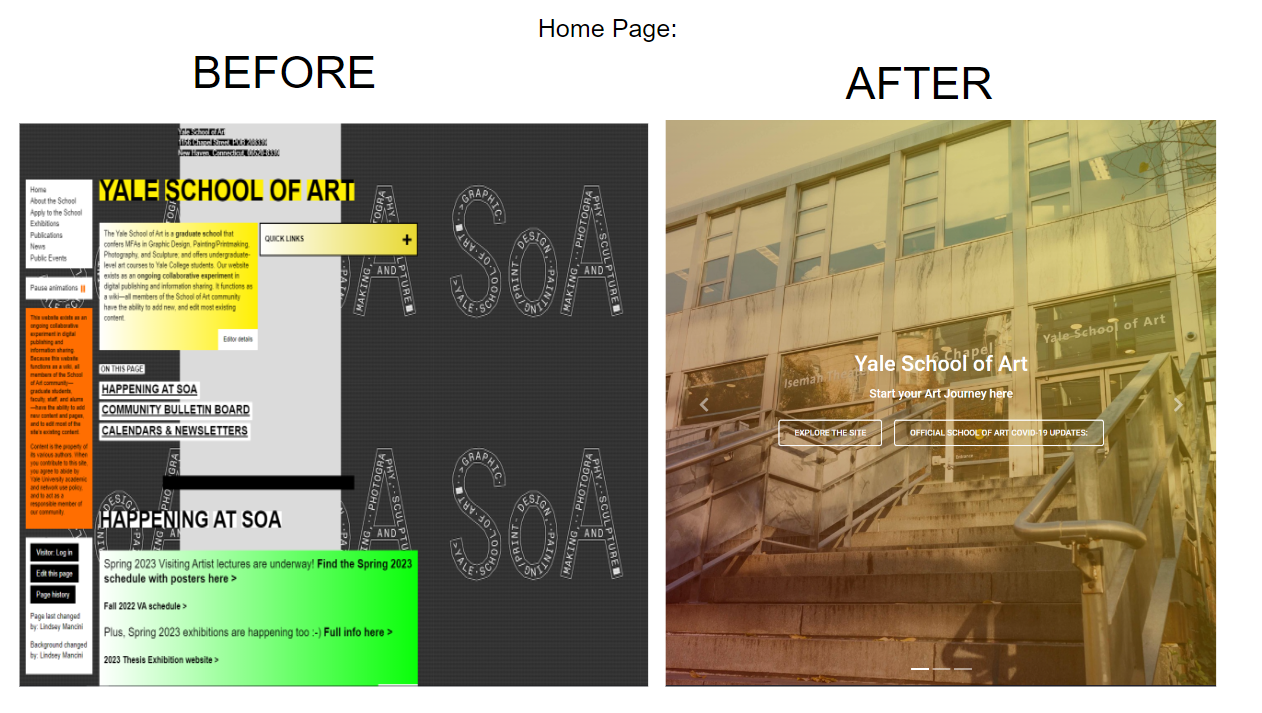 Home Page:
BEFORE
AFTER
Yale School of Art
1156 Chapel Street, POB 208339
New Haven, Connecticut, 06520-8339
YALE SCHOOL OF ART
Home
About the School
Apply to the School
Exhibitions
Publications
News
Public Events
Pause animations
This website exists as an
ongoing collaborative
experiment in digital
publishing and
information sharing.
Because this website
functions as a wiki, all
members of the School
of Art community—
graduate students,
faculty, staff, and alums
—have the ability to add
new content and pages,
and to edit most of the
site's existing content.
Content is the property of
its various authors. When
you contribute to this site,
you agree to abide by
Yale University academic
and network use policy,
and to act as a
responsible member of
our community.
Visitor: Log in
Edit this page
Page history
Page last changed
by: Lindsey Mancini
Background changed
by: Lindsey Mancini
The Yale School of Art is a graduate school that
confers MFAs in Graphic Design, Painting/Printmaking,
Photography, and Sculpture; and offers undergraduate-
level art courses to Yale College students. Our website
exists as an ongoing collaborative experiment in
digital publishing and information sharing. It functions as
a wiki—all members of the School of Art community
have the ability to add new, and edit most existing
content.
Editor details
QUICK LINKS +
ON THIS PAGE
HAPPENING AT SOA
COMMUNITY BULLETIN BOARD
CALENDARS & NEWSLETTERS
HAPPENING AT SOA
Spring 2023 Visiting Artist lectures are underway! Find the Spring 2023
schedule with posters here >
Fall 2022 VA schedule >
Plus, Spring 2023 exhibitions are happening too :-) Full info here >
2023 Thesis Exhibition website >
<YALE·SCHOOL·OF ART··>GRAPHIC·
DESIGN,·PAINTING/PRINT
MAKING,··PHOTOGRAPHY,·AND·SCULPTURE
<YALE·SCHOOL·OF ART··>GRAPHIC·
DESIGN,·PAINTING/PRINT
MAKING,··PHOTOGRAPHY,·AND·SCULPTURE
Yale School of Art
Chapel
Iseman
Yale School of Art
Start your Art Journey here
EXPLORE THE SITE
OFFICIAL SCHOOL OF ART COVID-19 UPDATES:
Entrance